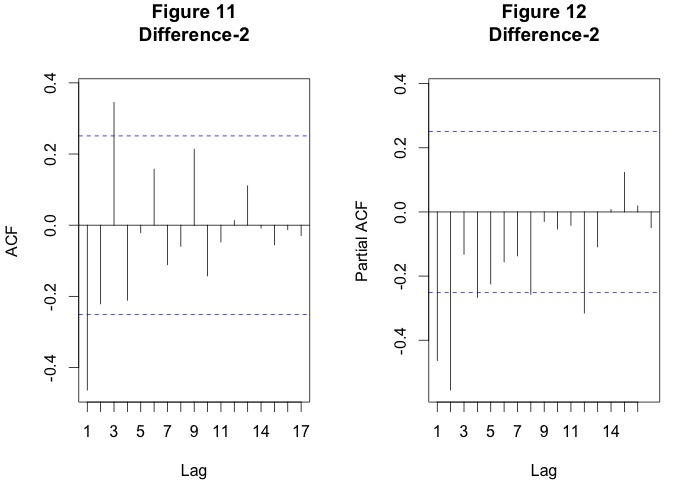 Figure 11
Difference-2
0.4
0.2
0.0
-0.2
-0.4
ACF
1 3 5 7 9 11 14 17
Lag
Figure 12
Difference-2
0.4
0.2
0.0
-0.2
-0.4
Partial ACF
1 3 5 7 9 11 14
Lag